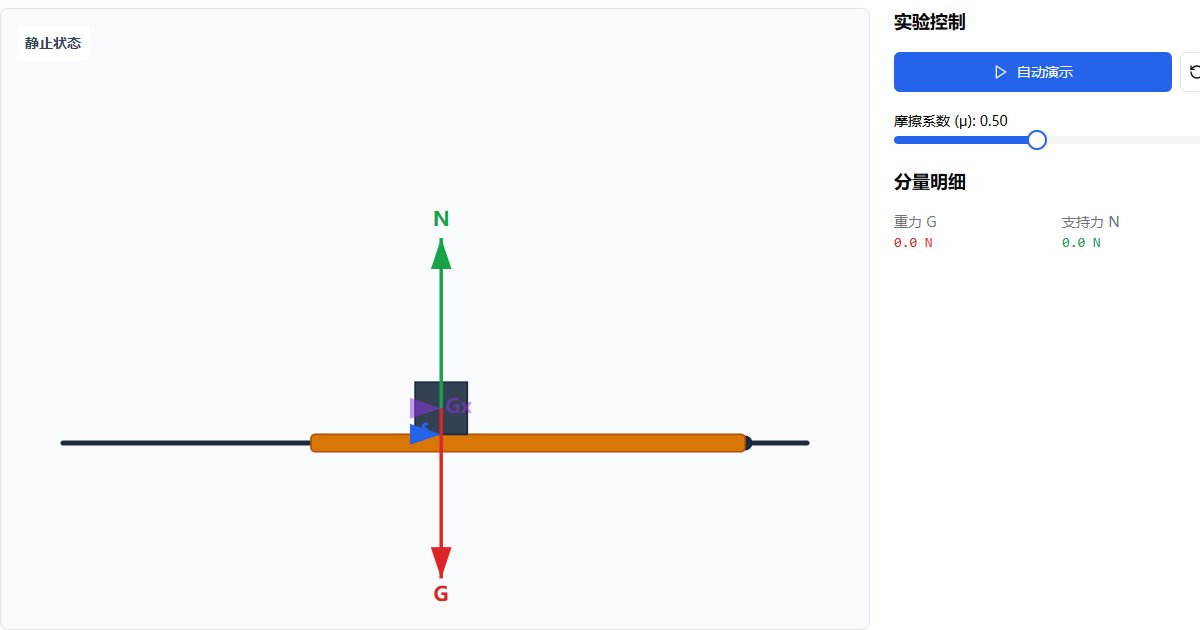 静止状态
N
Gx
f
G
实验控制
自动演示
摩擦系数 (μ): 0.50
分量明细
重力 G
支持力 N
0.0 N
0.0 N